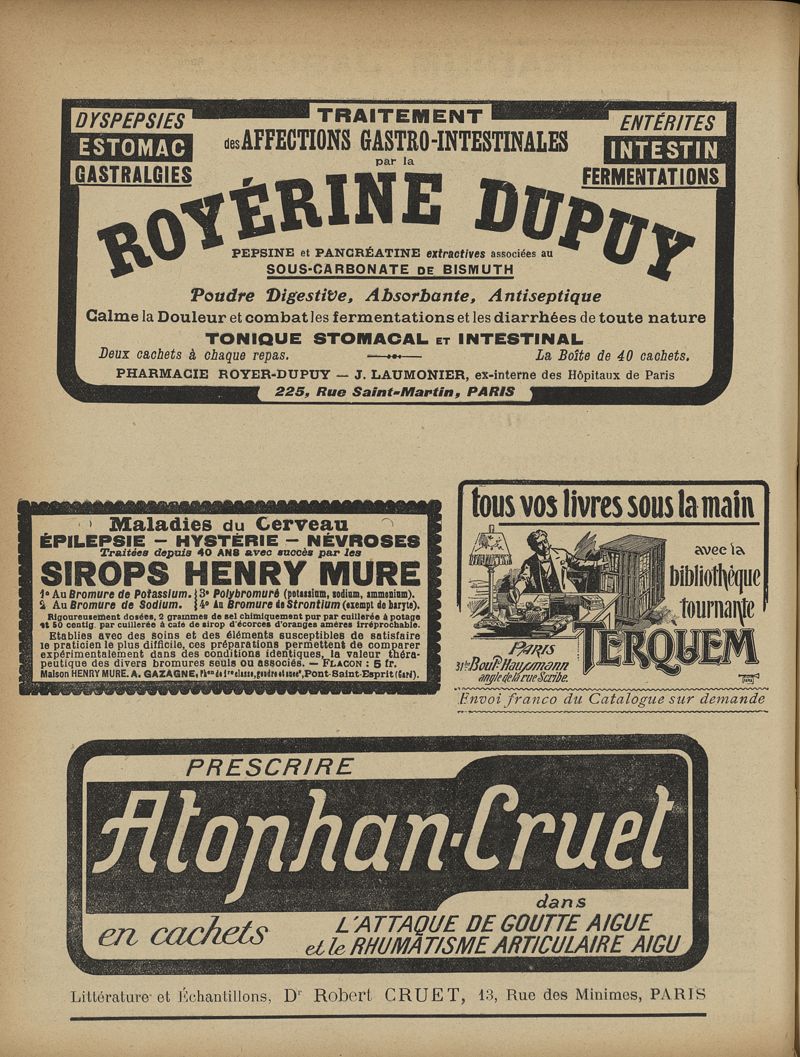 DYSPEPSIES
ESTOMAC
GASTRALGIES
TRAITEMENT
des AFFECTIONS GASTRO-INTESTINALES
par la
ENTÉRITES
INTESTIN
FERMENTATIONS
ROYÉRINE DUPUY
PEPSINE et PANCRÉATINE extractives associées au
SOUS-CARBONATE DE BISMUTH
Poudre Digestive, Absorbante, Antiseptique
Calme la Douleur et combat les fermentations et les diarrhées de toute nature
TONIQUE STOMACAL ET INTESTINAL
Deux cachets à chaque repas. La Boîte de 40 cachets.
PHARMACIE ROYER-DUPUY — J. LAUMONIER, ex-interne des Hôpitaux de Paris
225, Rue Saint-Martin, PARIS
Maladies du Cerveau
ÉPILEPSIE — HYSTÉRIE — NÉVROSES
Traitées depuis 40 ANS avec succès par les
SIROPS HENRY MURE
1º Au Bromure de Potassium. 3º Polybromuré (potassium, sodium, ammonium).
2 Au Bromure de Sodium. 4º Au Bromure de Strontium (exempt de baryte).
Rigoureusement dosées, 2 grammes de sel chimiquement pur par cuillerée à potage
et 50 centig. par cuillerée à café de sirop d'écorces d'oranges amères irréprochable.
Etablies avec des soins et des éléments susceptibles de satisfaire
le praticien le plus difficile, ces préparations permettent de comparer
expérimentalement dans des conditions identiques, la valeur théra-
peutique des divers bromures seuls ou associés. — FLACON : 5 fr.
Maison HENRY MURE. A. GAZAGNE, Phen de 1re classe, gendre et succr, Pont-Saint-Esprit (Gard).
tous vos livres sous la main
avec la
bibliothèque
tournante
TERQUEM
PARIS
31bis Boul.d Haussmann
angle de la rue Scribe.
Envoi franco du Catalogue sur demande
PRESCRIRE
Atophan-Cruet
en cachets
dans
L'ATTAQUE DE GOUTTE AIGUE
et le RHUMATISME ARTICULAIRE AIGU
Littérature et Échantillons, Dr Robert CRUET, 13, Rue des Minimes, PARIS